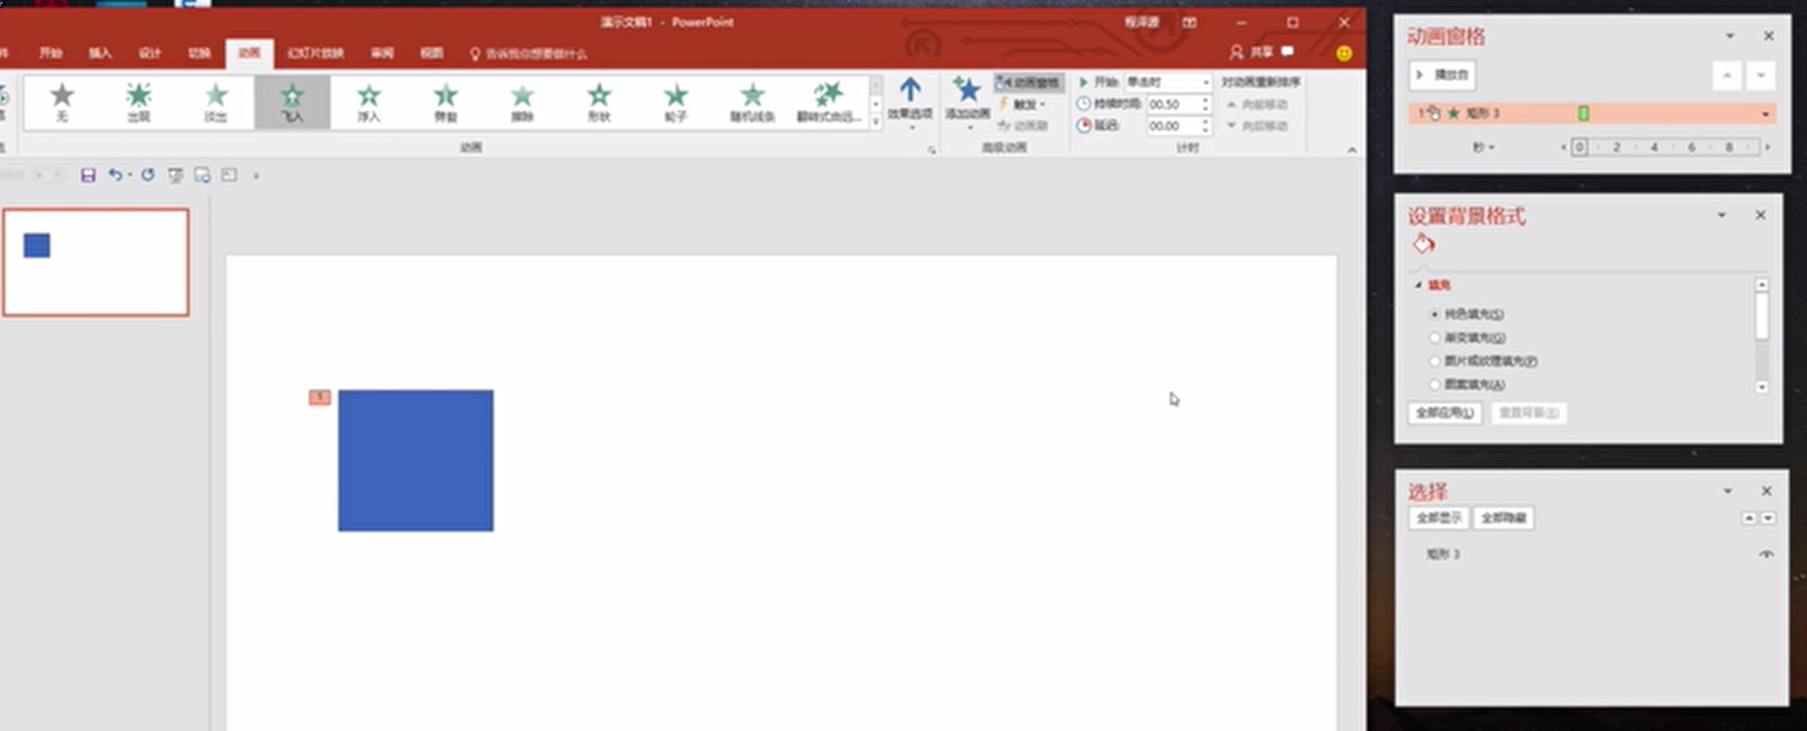 演示文稿1 - PowerPoint
程泽源
开始 插入 设计 切换 动画 幻灯片放映 审阅 视图 告诉我你想要做什么
共享
无 出现 淡出 飞入 浮入 劈裂 擦除 形状 轮子 随机线条 翻转式由远...
效果选项
添加动画
动画窗格
触发
动画刷
开始: 单击时
持续时间: 00.50
延迟: 00.00
对动画重新排序
向前移动
向后移动
动画 高级动画 计时
1
动画窗格
播放自
1 矩形 3
秒 0 2 4 6 8
设置背景格式
填充
纯色填充(S)
渐变填充(G)
图片或纹理填充(P)
图案填充(A)
全部应用(L) 重置背景(B)
选择
全部显示 全部隐藏
矩形 3